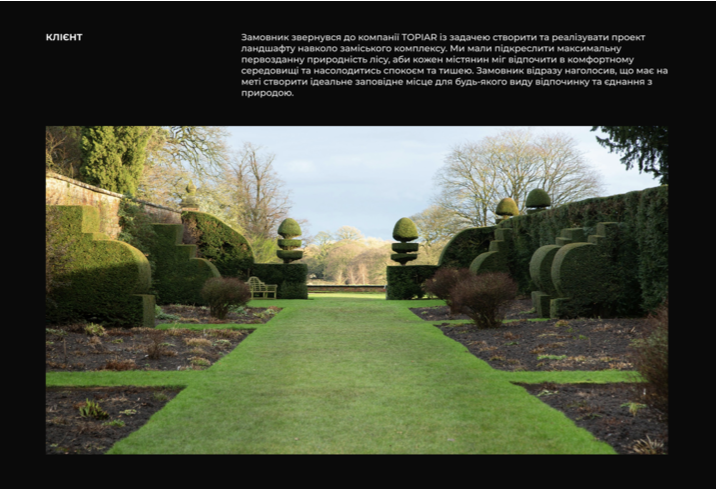 КЛІЄНТ
Замовник звернувся до компанії TOPIAR із задачею створити та реалізувати проект
ландшафту навколо заміського комплексу. Ми мали підкреслити максимальну
первозданну природність лісу, аби кожен містянин міг відпочити в комфортному
середовищі та насолодитись спокоєм та тишею. Замовник відразу наголосив, що має на
меті створити ідеальне заповідне місце для будь-якого виду відпочинку та єднання з
природою.